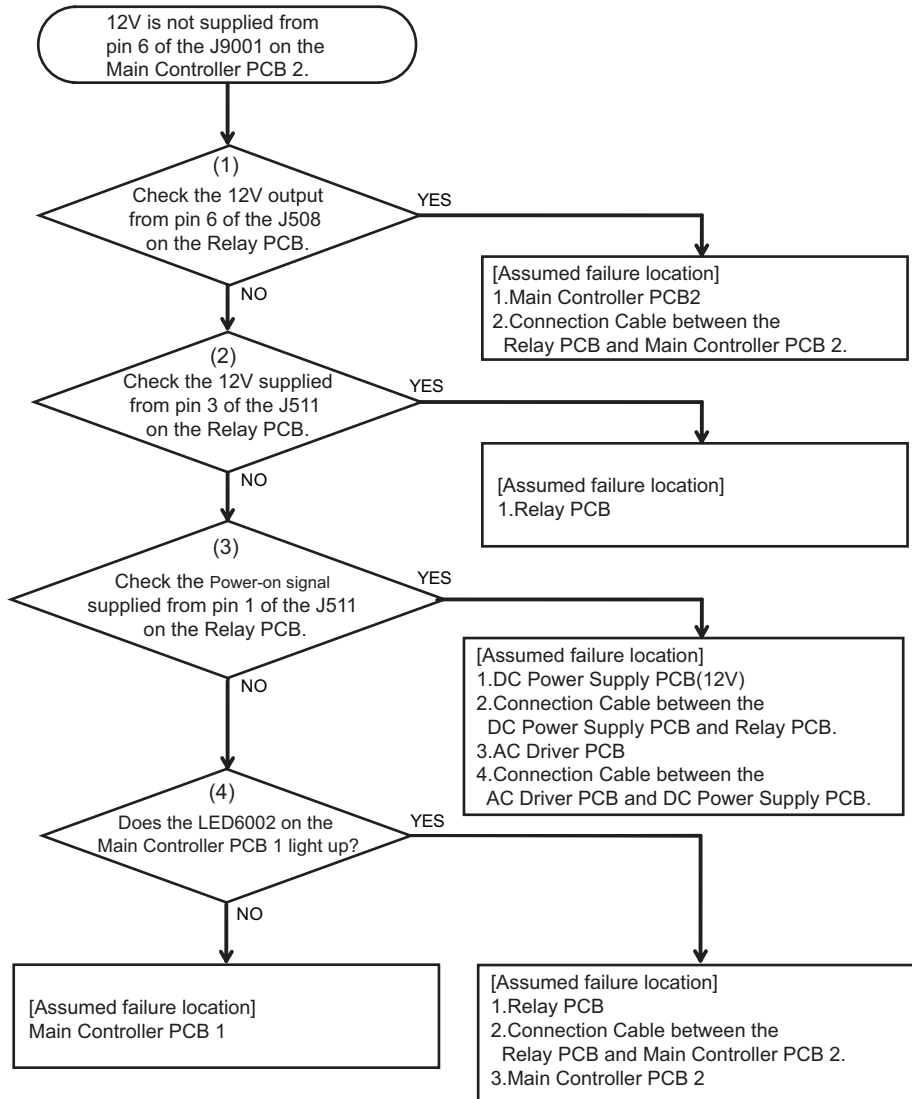 12V is not supplied from
pin 6 of the J9001 on the
Main Controller PCB 2.
(1)
Check the 12V output
from pin 6 of the J508
on the Relay PCB.
YES
NO
[Assumed failure location]
1.Main Controller PCB2
2.Connection Cable between the
Relay PCB and Main Controller PCB 2.
(2)
Check the 12V supplied
from pin 3 of the J511
on the Relay PCB.
YES
NO
[Assumed failure location]
1.Relay PCB
(3)
Check the Power-on signal
supplied from pin 1 of the J511
on the Relay PCB.
YES
NO
[Assumed failure location]
1.DC Power Supply PCB(12V)
2.Connection Cable between the
DC Power Supply PCB and Relay PCB.
3.AC Driver PCB
4.Connection Cable between the
AC Driver PCB and DC Power Supply PCB.
(4)
Does the LED6002 on the
Main Controller PCB 1 light up?
YES
NO
[Assumed failure location]
Main Controller PCB 1
[Assumed failure location]
1.Relay PCB
2.Connection Cable between the
Relay PCB and Main Controller PCB 2.
3.Main Controller PCB 2